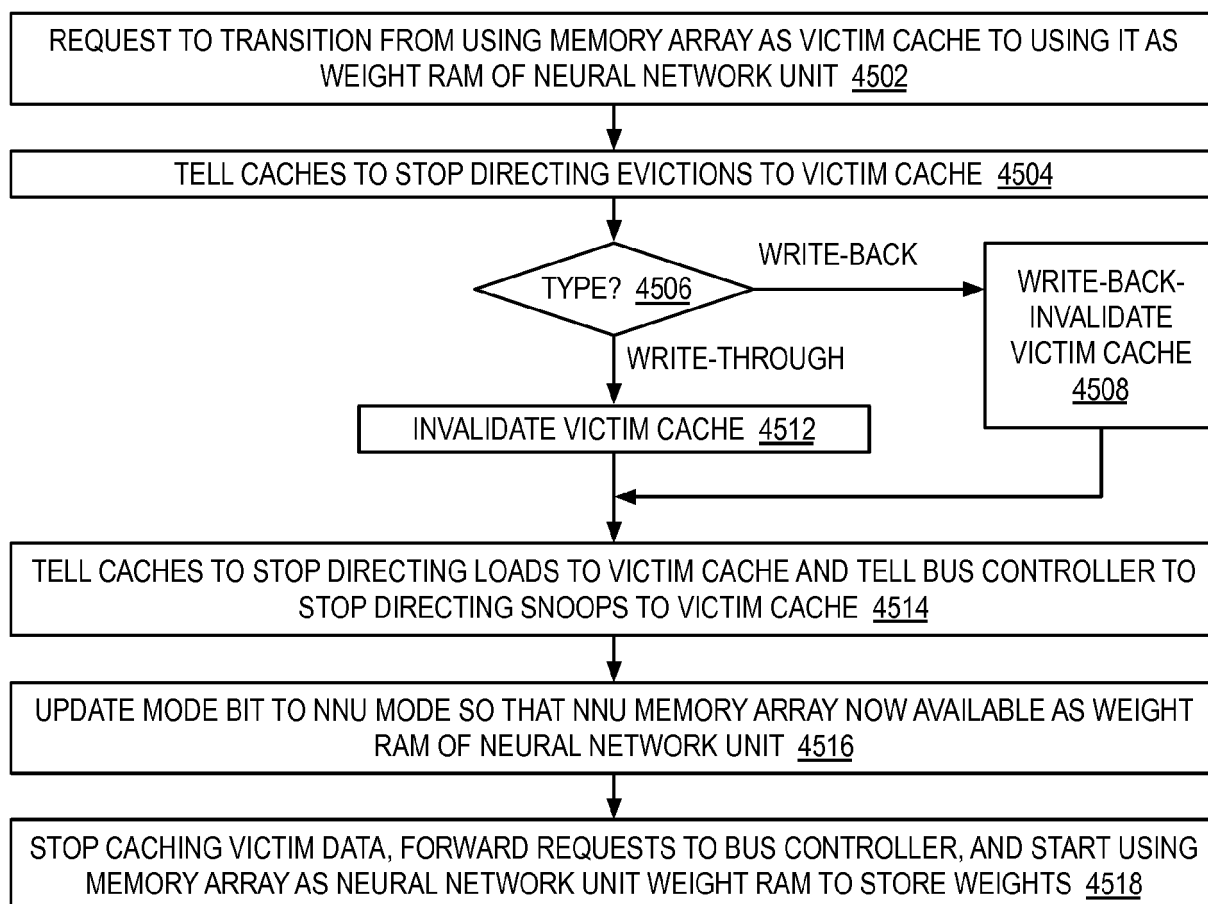 REQUEST TO TRANSITION FROM USING MEMORY ARRAY AS VICTIM CACHE TO USING IT AS
WEIGHT RAM OF NEURAL NETWORK UNIT 4502
TELL CACHES TO STOP DIRECTING EVICTIONS TO VICTIM CACHE 4504
TYPE? 4506
WRITE-BACK
WRITE-BACK-
INVALIDATE
VICTIM CACHE
4508
WRITE-THROUGH
INVALIDATE VICTIM CACHE 4512
TELL CACHES TO STOP DIRECTING LOADS TO VICTIM CACHE AND TELL BUS CONTROLLER TO
STOP DIRECTING SNOOPS TO VICTIM CACHE 4514
UPDATE MODE BIT TO NNU MODE SO THAT NNU MEMORY ARRAY NOW AVAILABLE AS WEIGHT
RAM OF NEURAL NETWORK UNIT 4516
STOP CACHING VICTIM DATA, FORWARD REQUESTS TO BUS CONTROLLER, AND START USING
MEMORY ARRAY AS NEURAL NETWORK UNIT WEIGHT RAM TO STORE WEIGHTS 4518